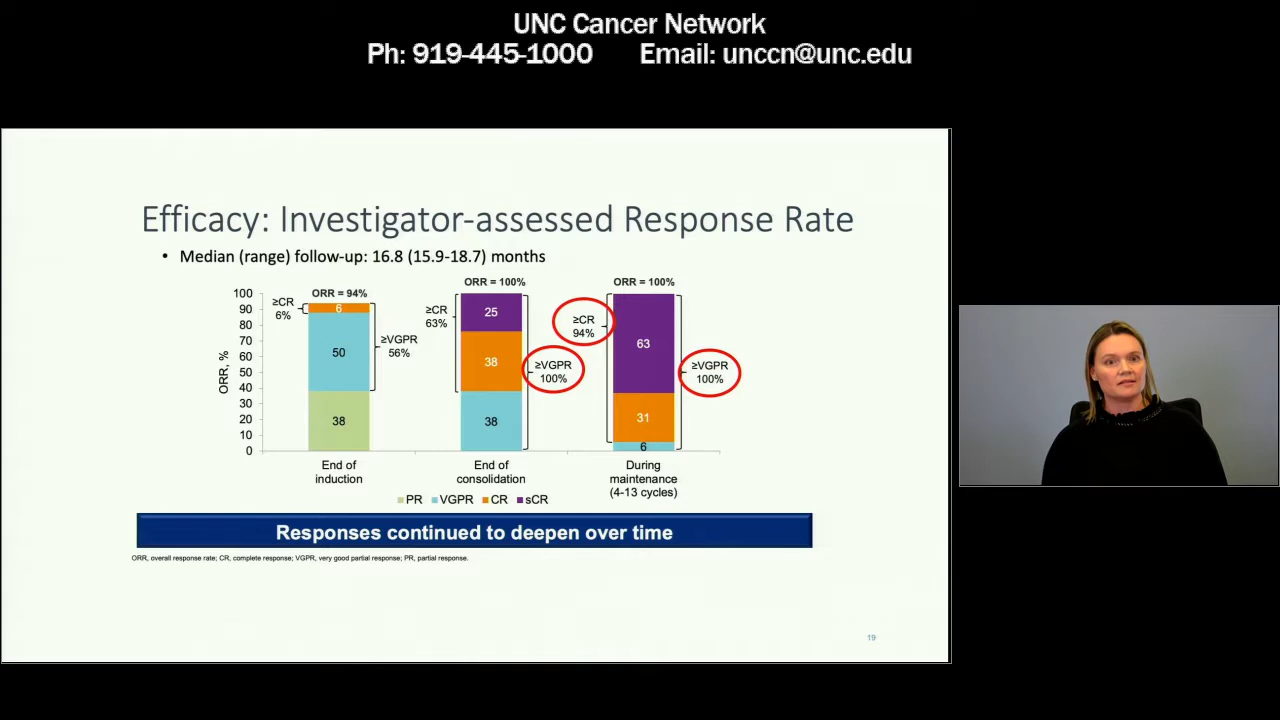 UNC Cancer Network
Ph: 919-445-1000 Email: unccn@unc.edu
Efficacy: Investigator-assessed Response Rate
• Median (range) follow-up: 16.8 (15.9-18.7) months
ORR, %
100
90
80
70
60
50
40
30
20
10
0
ORR = 94%
≥CR
6%
6
50
38
≥VGPR
56%
End of
induction
ORR = 100%
≥CR
63%
25
38
38
≥VGPR
100%
End of
consolidation
ORR = 100%
≥CR
94%
63
31
6
≥VGPR
100%
During
maintenance
(4-13 cycles)
PR VGPR CR sCR
Responses continued to deepen over time
ORR, overall response rate; CR, complete response; VGPR, very good partial response; PR, partial response.
19